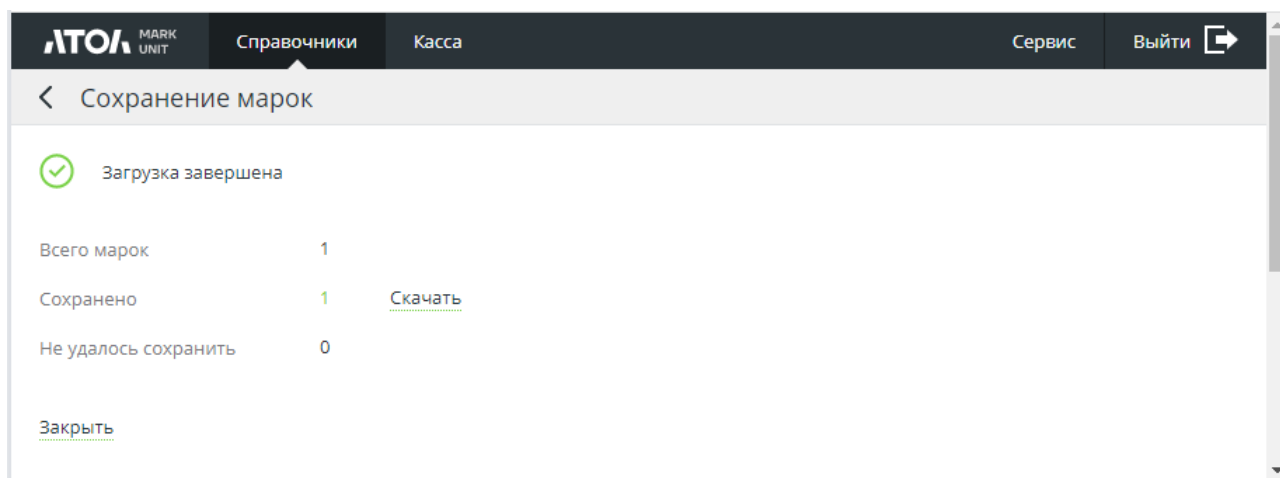 АТОЛ MARK UNIT Справочники Касса Сервис Выйти
Сохранение марок
Загрузка завершена
Всего марок 1
Сохранено 1 Скачать
Не удалось сохранить 0
Закрыть